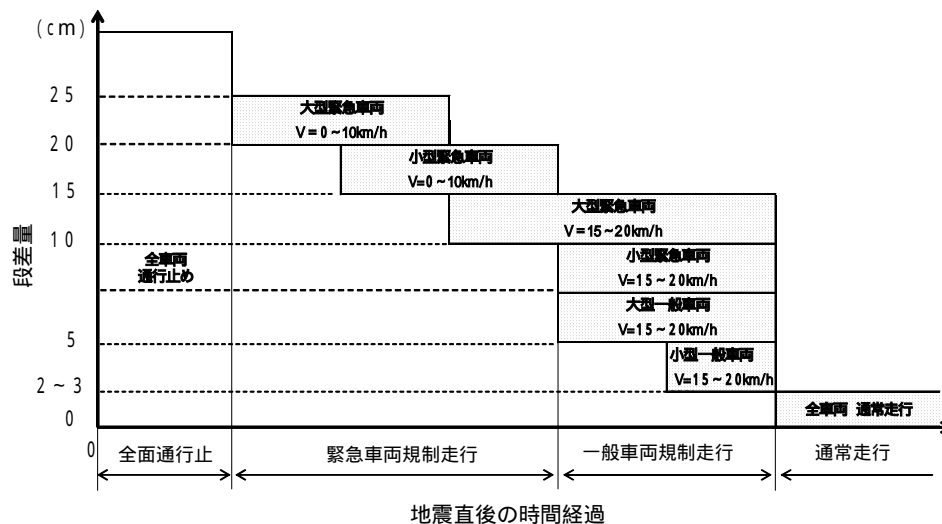 (cm)
25
大型緊急車両
V=0~10km/h
20
小型緊急車両
V=0~10km/h
15
大型緊急車両
V=15~20km/h
10
小型緊急車両
V=15~20km/h
全車両
通行止め
段差量
大型一般車両
V=15~20km/h
5
小型一般車両
V=15~20km/h
2~3
全車両 通常走行
0
0
全面通行止
緊急車両規制走行
一般車両規制走行
通常走行
地震直後の時間経過